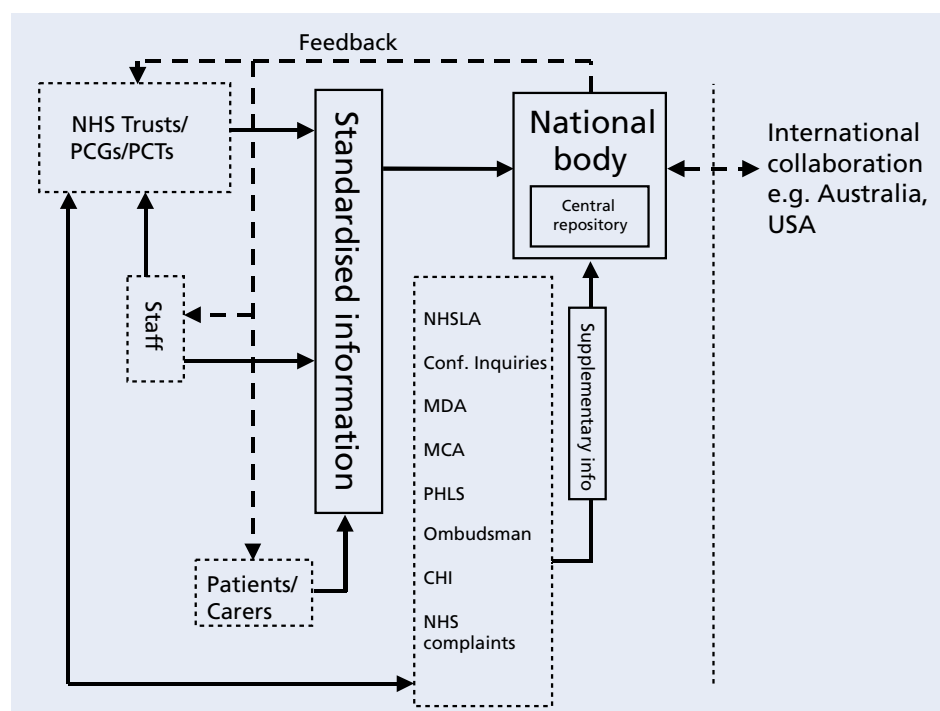 Feedback
NHS Trusts/
PCGs/PCTs
Standardised information
National
body
Central
repository
International
collaboration
e.g. Australia,
USA
Staff
NHSLA
Conf. Inquiries
MDA
MCA
PHLS
Ombudsman
CHI
NHS
complaints
Supplementary info
Patients/
Carers